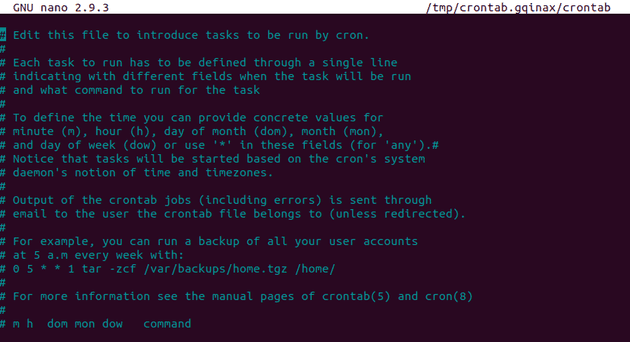 GNU nano 2.9.3 /tmp/crontab.gqinax/crontab
# Edit this file to introduce tasks to be run by cron.
#
# Each task to run has to be defined through a single line
# indicating with different fields when the task will be run
# and what command to run for the task
#
# To define the time you can provide concrete values for
# minute (m), hour (h), day of month (dom), month (mon),
# and day of week (dow) or use '*' in these fields (for 'any').#
# Notice that tasks will be started based on the cron's system
# daemon's notion of time and timezones.
#
# Output of the crontab jobs (including errors) is sent through
# email to the user the crontab file belongs to (unless redirected).
#
# For example, you can run a backup of all your user accounts
# at 5 a.m every week with:
# 0 5 * * 1 tar -zcf /var/backups/home.tgz /home/
#
# For more information see the manual pages of crontab(5) and cron(8)
#
# m h  dom mon dow   command